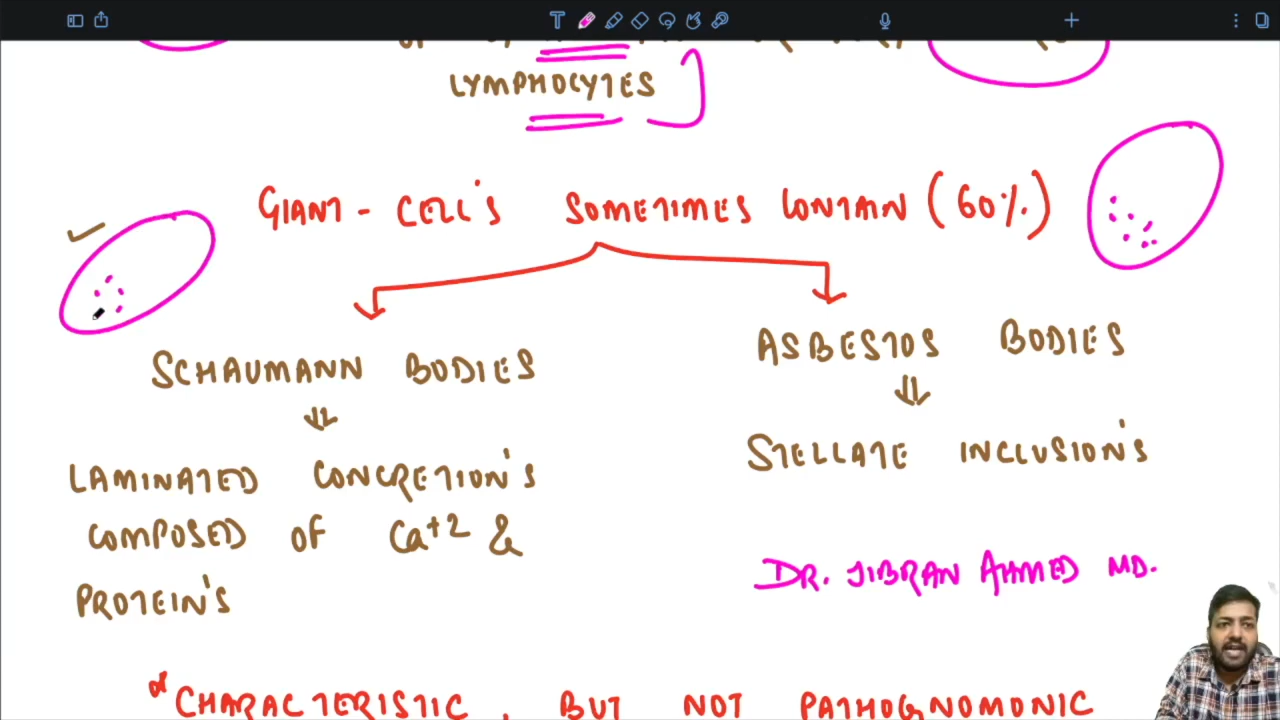 LYMPHOCYTES
GIANT - CELL'S SOMETIMES CONTAIN (60%)
SCHAUMANN BODIES
ASBESTOS BODIES
LAMINATED CONCRETION'S
COMPOSED OF Ca+2 &
PROTEIN'S
STELLATE INCLUSION'S
DR. JIBRAN AHMED MD.
* CHARACTERISTIC, BUT NOT PATHOGNOMONIC